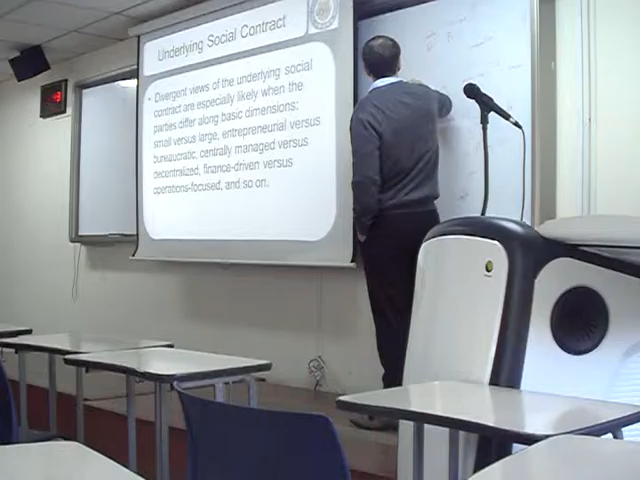 Underlying Social Contract
• Divergent views of the underlying social
contract are especially likely when the
parties differ along basic dimensions:
small versus large, entrepreneurial versus
bureaucratic, centrally managed versus
decentralized, finance-driven versus
operations-focused, and so on.